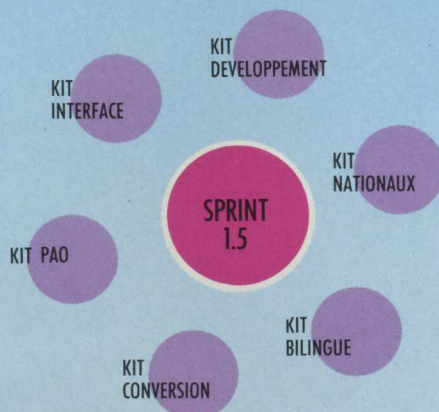 KIT
DEVELOPPEMENT
KIT
INTERFACE
KIT
NATIONAUX
SPRINT
1.5
KIT PAO
KIT
BILINGUE
KIT
CONVERSION